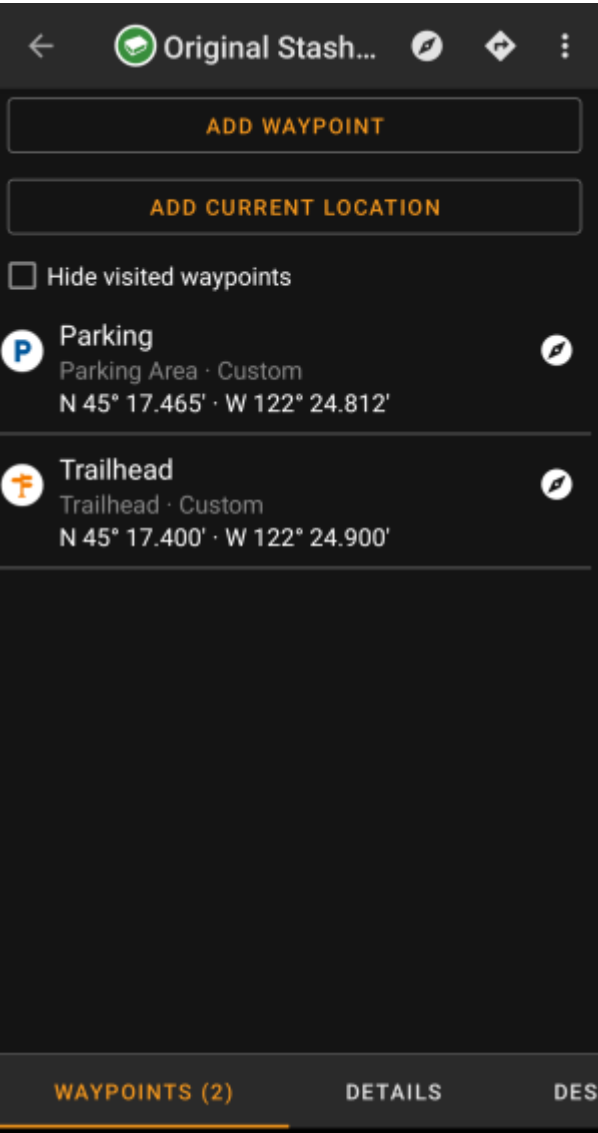 Original Stash...
ADD WAYPOINT
ADD CURRENT LOCATION
Hide visited waypoints
P
Parking
Parking Area · Custom
N 45° 17.465' · W 122° 24.812'
Trailhead
Trailhead · Custom
N 45° 17.400' · W 122° 24.900'
WAYPOINTS (2) DETAILS DES